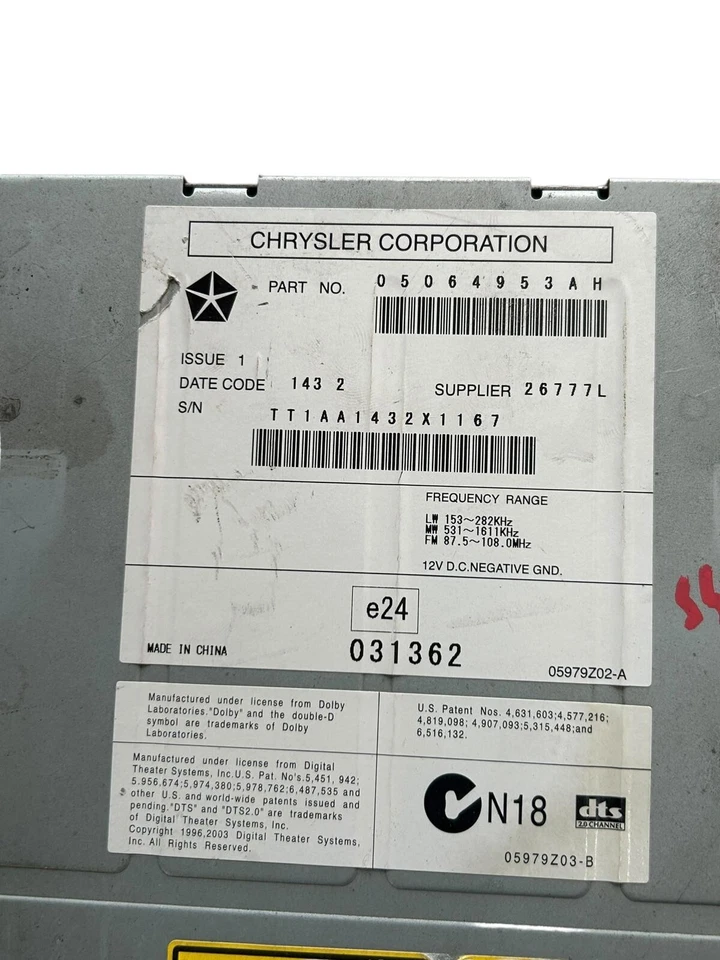 CHRYSLER CORPORATION
PART NO. 05064953AH
ISSUE 1
DATE CODE 143 2
SUPPLIER 26777L
S/N TT1AA1432X1167
FREQUENCY RANGE
LW 153~282KHz
MW 531~1611KHz
FM 87.5~108.0MHz
12V D.C.NEGATIVE GND.
e24
031362
MADE IN CHINA
05979Z02-A
Manufactured under license from Dolby
Laboratories."Dolby" and the double-D
symbol are trademarks of Dolby
Laboratories.
U.S. Patent Nos. 4,631,603;4,577,216;
4,819,098; 4,907,093;5,315,448;and
6,516,132.
Manufactured under license from Digital
Theater Systems, Inc.U.S. Pat. No's.5,451, 942;
5.956,674;5,974,380;5,978,762;6,487,535 and
other U.S. and world-wide patents issued and
pending."DTS" and "DTS2.0" are trademarks
of Digital Theater Systems, Inc.
Copyright 1996,2003 Digital Theater Systems,
Inc. All Rights Reserved.
N18
dts
2.0 CHANNEL
05979Z03-B